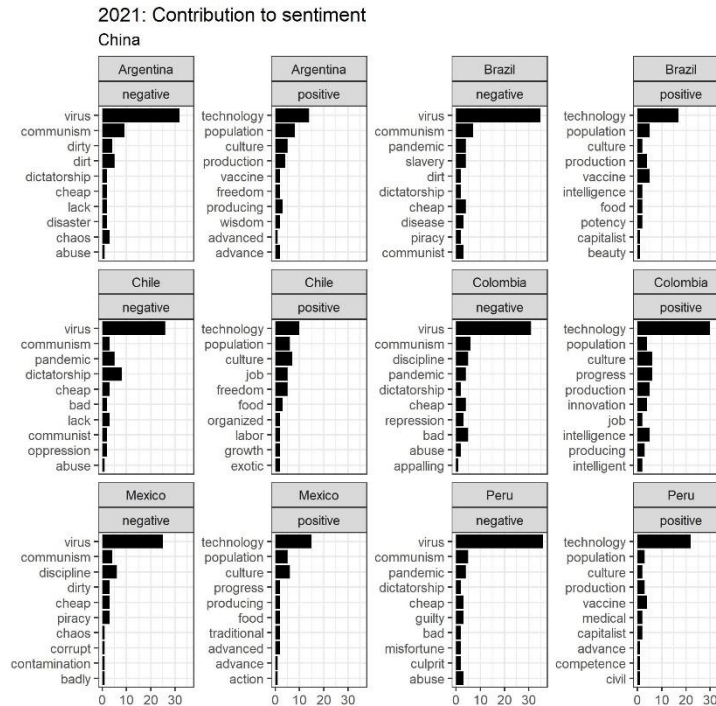 2021: Contribution to sentiment
China
Argentina
negative
virus
communism
dirty
dirt
dictatorship
cheap
lack
disaster
chaos
abuse
Argentina
positive
technology
population
culture
production
vaccine
freedom
producing
wisdom
advanced
advance
Brazil
negative
virus
communism
pandemic
slavery
dirt
dictatorship
cheap
disease
piracy
communist
Brazil
positive
technology
population
culture
production
vaccine
intelligence
food
potency
capitalist
beauty
Chile
negative
virus
communism
pandemic
dictatorship
cheap
bad
lack
communist
oppression
abuse
Chile
positive
technology
population
culture
job
freedom
food
organized
labor
growth
exotic
Colombia
negative
virus
communism
discipline
pandemic
dictatorship
cheap
repression
bad
abuse
appalling
Colombia
positive
technology
population
culture
progress
production
innovation
job
intelligence
producing
intelligent
Mexico
negative
virus
communism
discipline
dirty
cheap
piracy
chaos
corrupt
contamination
badly
0 10 20 30
Mexico
positive
technology
population
culture
progress
producing
food
traditional
advanced
advance
action
0 10 20 30
Peru
negative
virus
communism
pandemic
dictatorship
cheap
guilty
bad
misfortune
culprit
abuse
0 10 20 30
Peru
positive
technology
population
culture
production
vaccine
medical
capitalist
advance
competence
civil
0 10 20 30